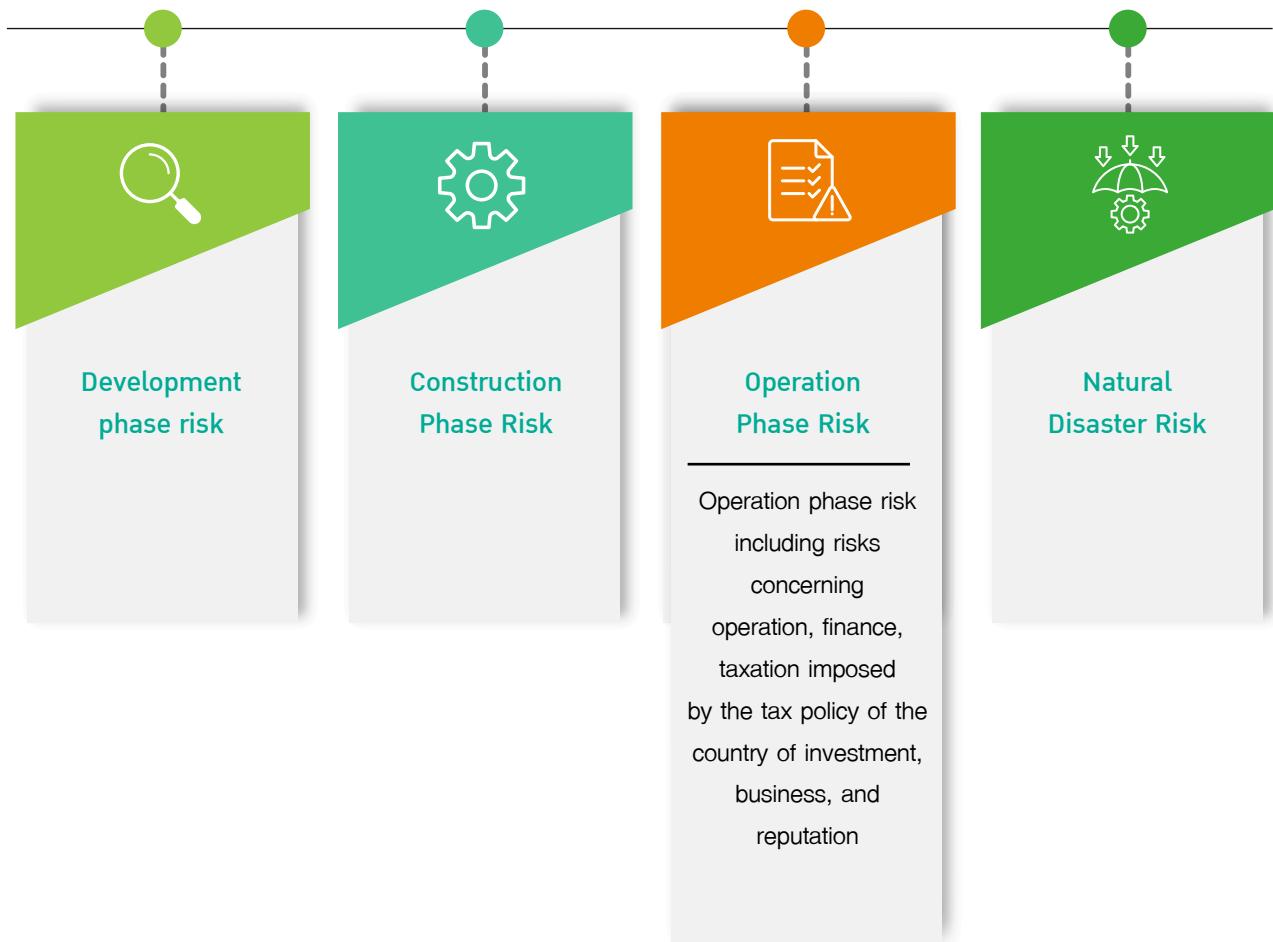 Development
phase risk
Construction
Phase Risk
Operation
Phase Risk
Operation phase risk
including risks
concerning
operation, finance,
taxation imposed
by the tax policy of the
country of investment,
business, and
reputation
Natural
Disaster Risk